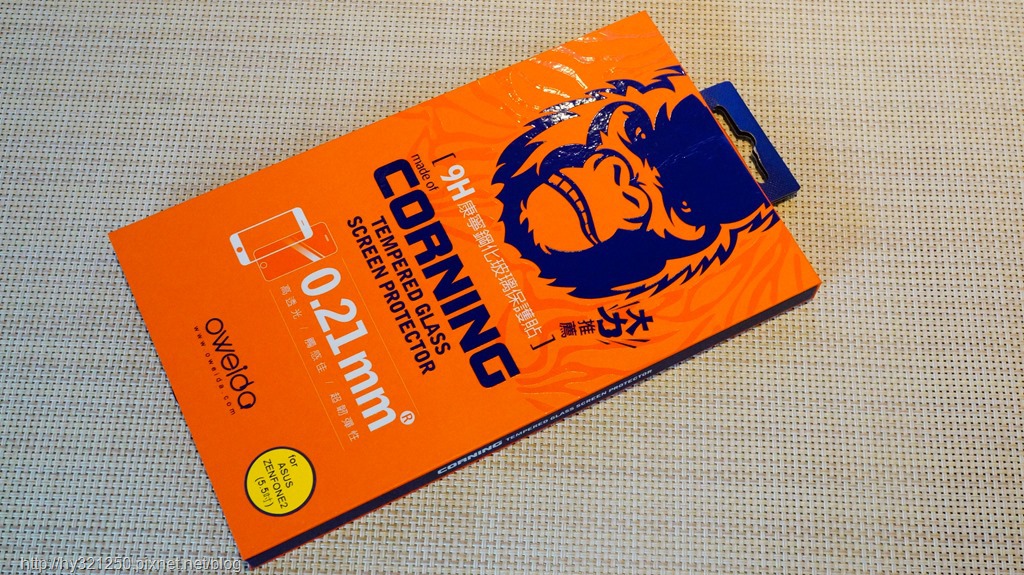 大力
推薦
[ 9H 康寧鋼化玻璃保護貼 ]
made of
CORNING
TEMPERED GLASS
SCREEN PROTECTOR
0.21mm®
高透光 / 觸感佳 / 超韌彈性
oweida
www.oweida.com
for
ASUS
ZENFONE2
(5.5吋)
CORNING TEMPERED GLASS SCREEN PROTECTOR
http://hy321250.pixnet.net/blog